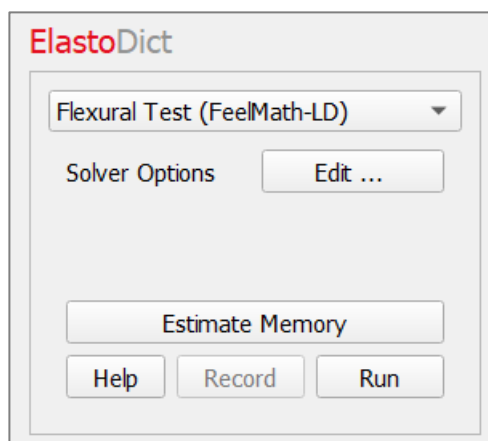 ElastoDict
Flexural Test (FeelMath-LD)
Solver Options Edit ...
Estimate Memory
Help Record Run